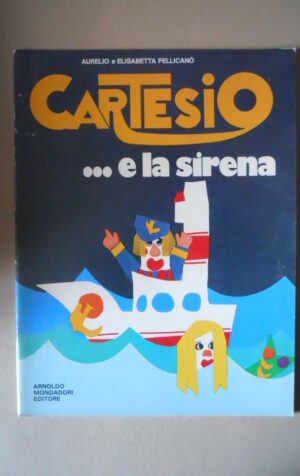 AURELIO e ELISABETTA PELLICANÒ
CARTESIO
... e la sirena
ARNOLDO
MONDADORI
EDITORE